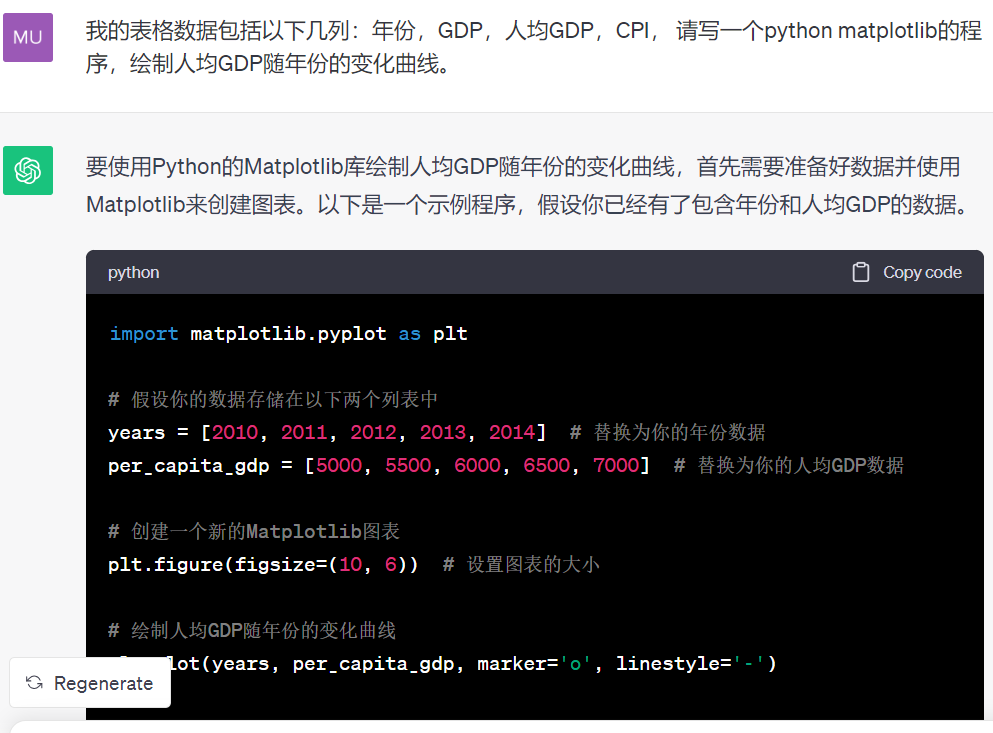 MU
我的表格数据包括以下几列：年份，GDP，人均GDP，CPI， 请写一个python matplotlib的程
序，绘制人均GDP随年份的变化曲线。
要使用Python的Matplotlib库绘制人均GDP随年份的变化曲线，首先需要准备好数据并使用
Matplotlib来创建图表。以下是一个示例程序，假设你已经有了包含年份和人均GDP的数据。
python Copy code
import matplotlib.pyplot as plt
# 假设你的数据存储在以下两个列表中
years = [2010, 2011, 2012, 2013, 2014] # 替换为你的年份数据
per_capita_gdp = [5000, 5500, 6000, 6500, 7000] # 替换为你的人均GDP数据
# 创建一个新的Matplotlib图表
plt.figure(figsize=(10, 6)) # 设置图表的大小
# 绘制人均GDP随年份的变化曲线
lot(years, per_capita_gdp, marker='o', linestyle='-')
Regenerate